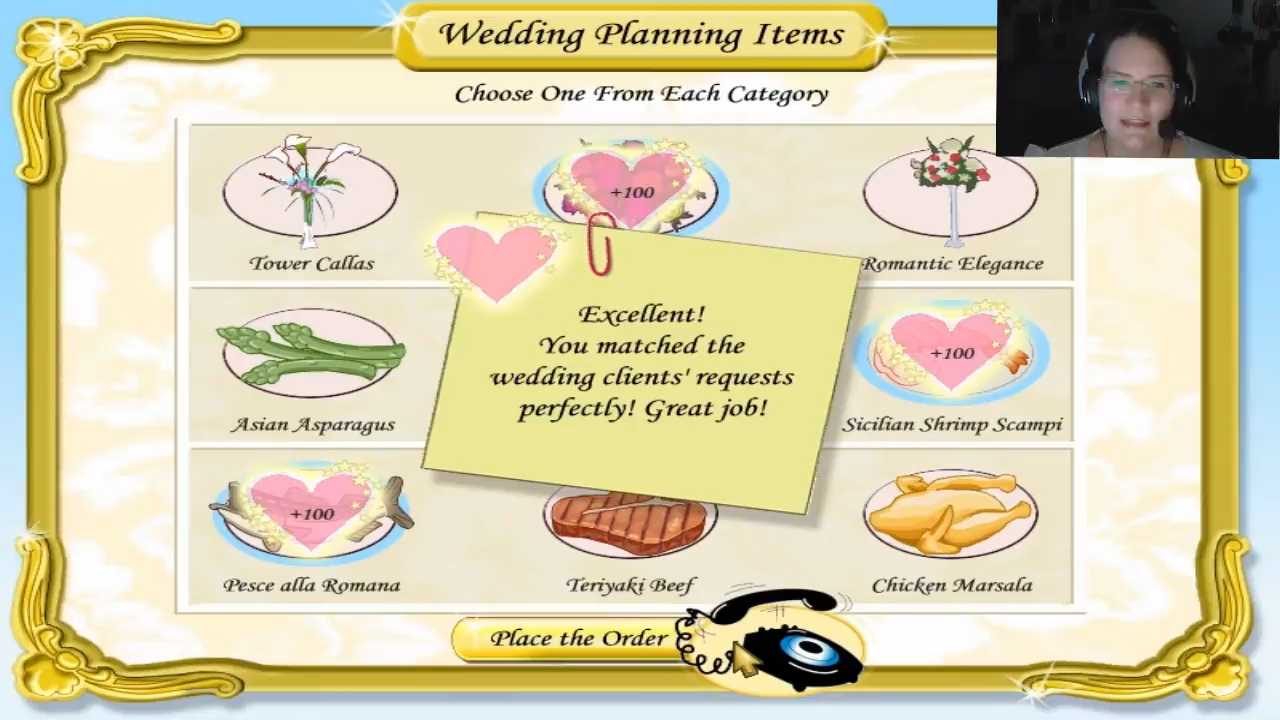 Wedding Planning Items
Choose One From Each Category
+100
Tower Callas
Romantic Elegance
Excellent!
You matched the
wedding clients' requests
perfectly! Great job!
+100
Asian Asparagus
Sicilian Shrimp Scampi
+100
Pesce alla Romana
Teriyaki Beef
Chicken Marsala
Place the Order